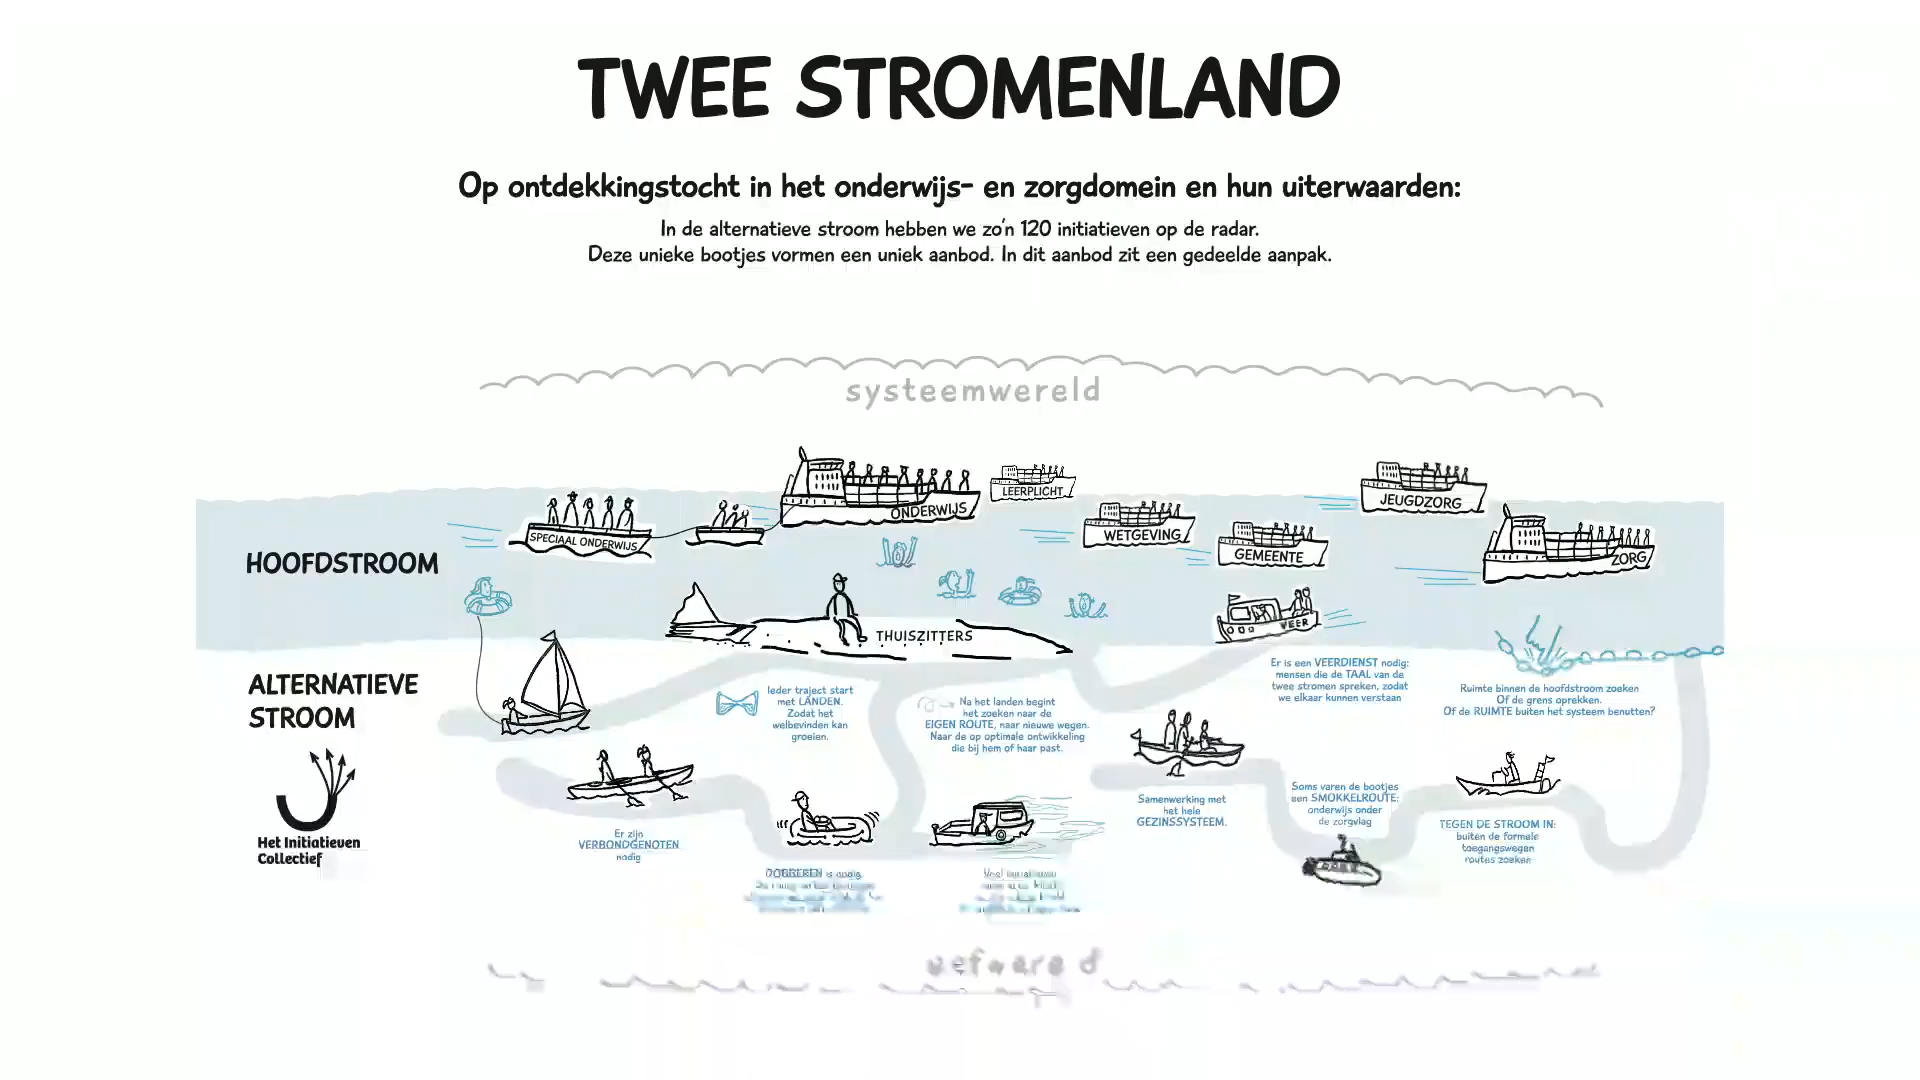 TWEE STROMENLAND
Op ontdekkingstocht in het onderwijs- en zorgdomein en hun uiterwaarden:
In de alternatieve stroom hebben we zo'n 120 initiatieven op de radar.
Deze unieke bootjes vormen een uniek aanbod. In dit aanbod zit een gedeelde aanpak.
systeemwereld
HOOFDSTROOM
SPECIAAL ONDERWIJS
ONDERWIJS
LEERPLICHT
WETGEVING
GEMEENTE
JEUGDZORG
ZORG
THUISZITTERS
VEER
ALTERNATIEVE
STROOM
Het Initiatieven
Collectief
Ieder traject start
met LANDEN.
Zodat het
welbevinden kan
groeien.
Na het landen begint
het zoeken naar de
EIGEN ROUTE, naar nieuwe wegen.
Naar de op optimale ontwikkeling
die bij hem of haar past.
Er is een VEERDIENST nodig:
mensen die de TAAL van de
twee stromen spreken, zodat
we elkaar kunnen verstaan
Ruimte binnen de hoofdstroom zoeken
Of de grens oprekken.
Of de RUIMTE buiten het systeem benutten?
Er zijn
VERBONDGENOTEN
nodig
Samenwerking met
het hele
GEZINSSYSTEEM.
Soms varen de bootjes
een SMOKKELROUTE:
onderwijs onder
de zorgvlag
TEGEN DE STROOM IN:
buiten de formele
toegangswegen
routes zoeken
DOBBEREN is nodig.